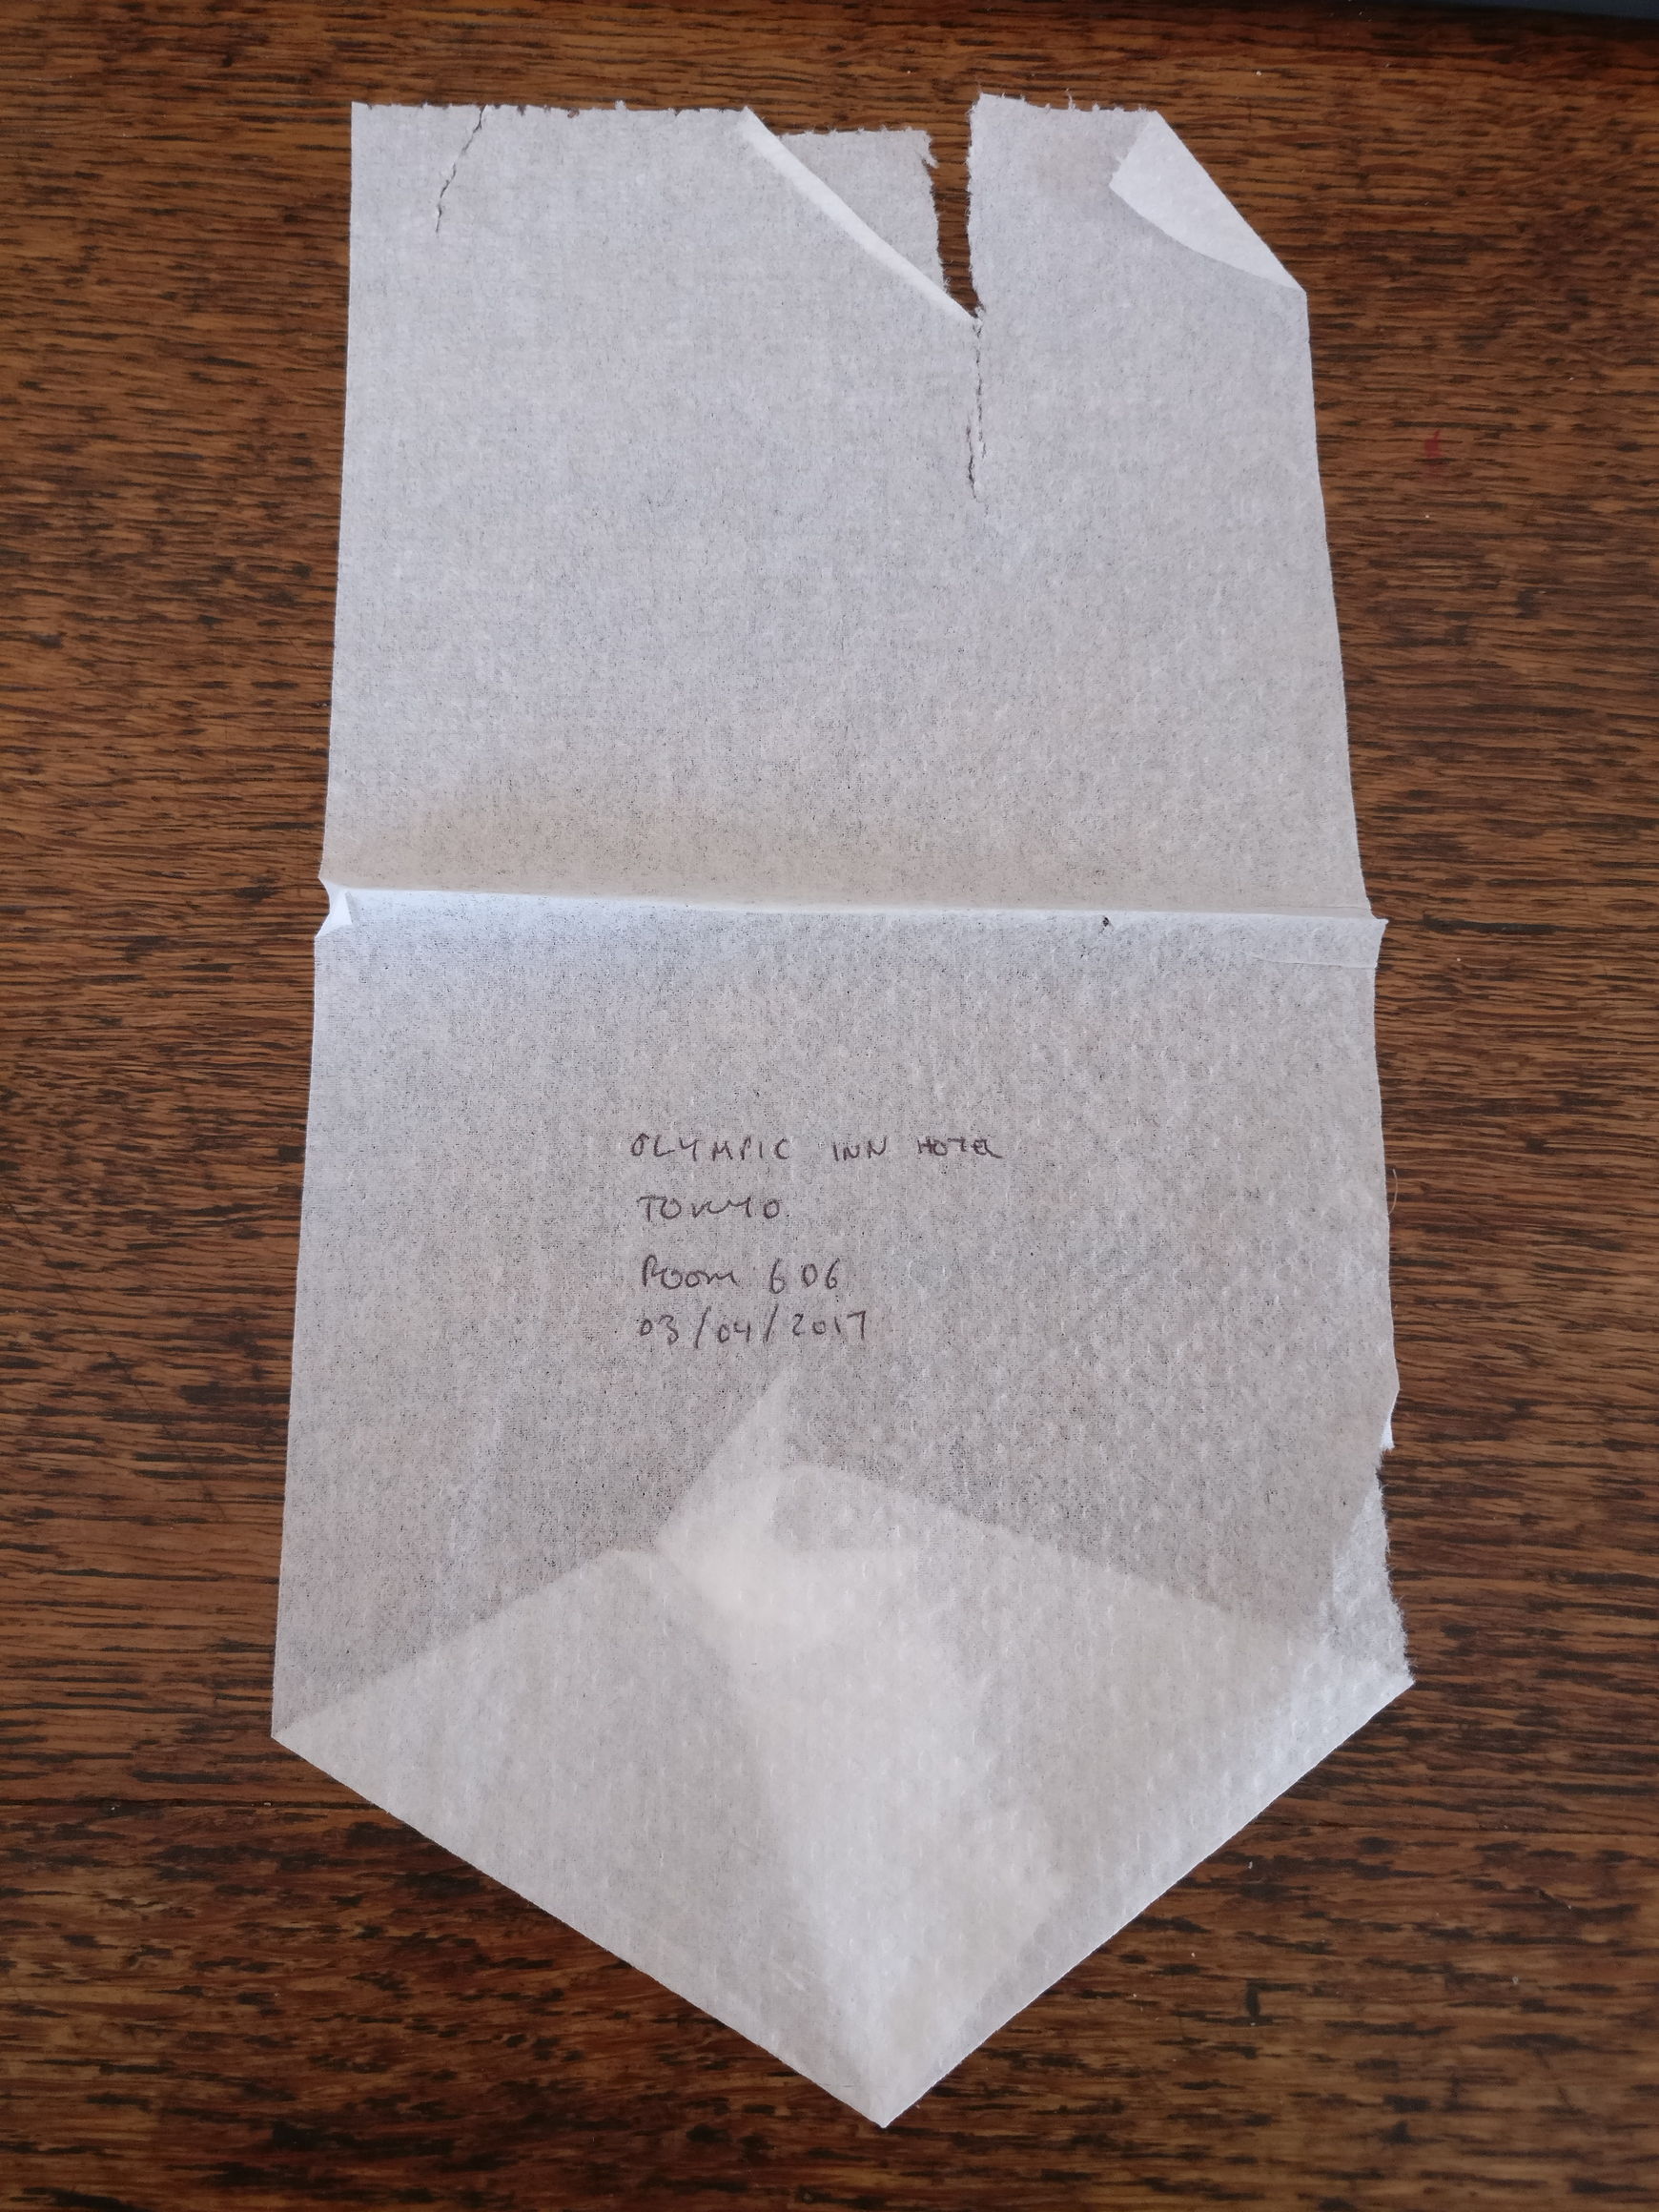 OLYMPIC INN HOTEL
TOKYO
Room 606
03/04/2017